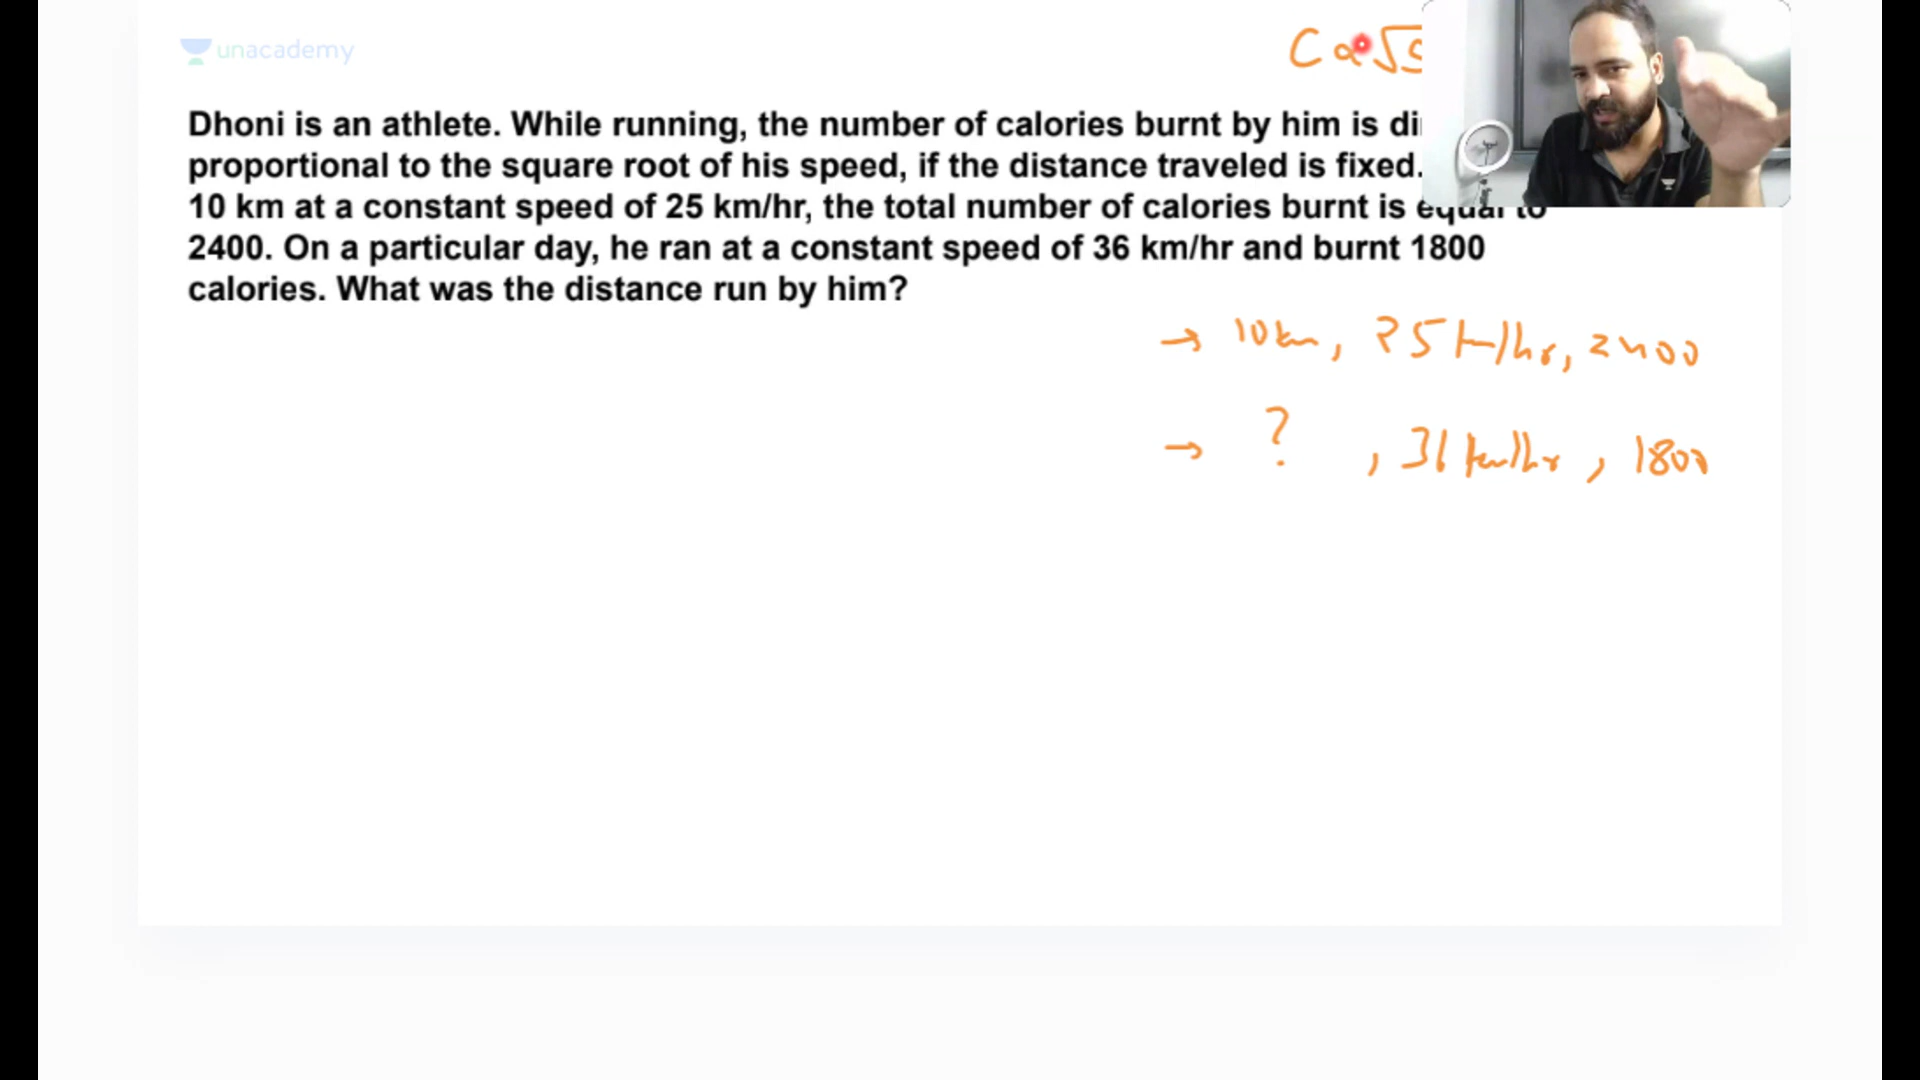 unacademy
C α √S
Dhoni is an athlete. While running, the number of calories burnt by him is
proportional to the square root of his speed, if the distance traveled is fixed.
10 km at a constant speed of 25 km/hr, the total number of calories burnt is equal to
2400. On a particular day, he ran at a constant speed of 36 km/hr and burnt 1800
calories. What was the distance run by him?
→ 10km, 25 km/hr, 2400
→ ? , 36 km/hr, 1800